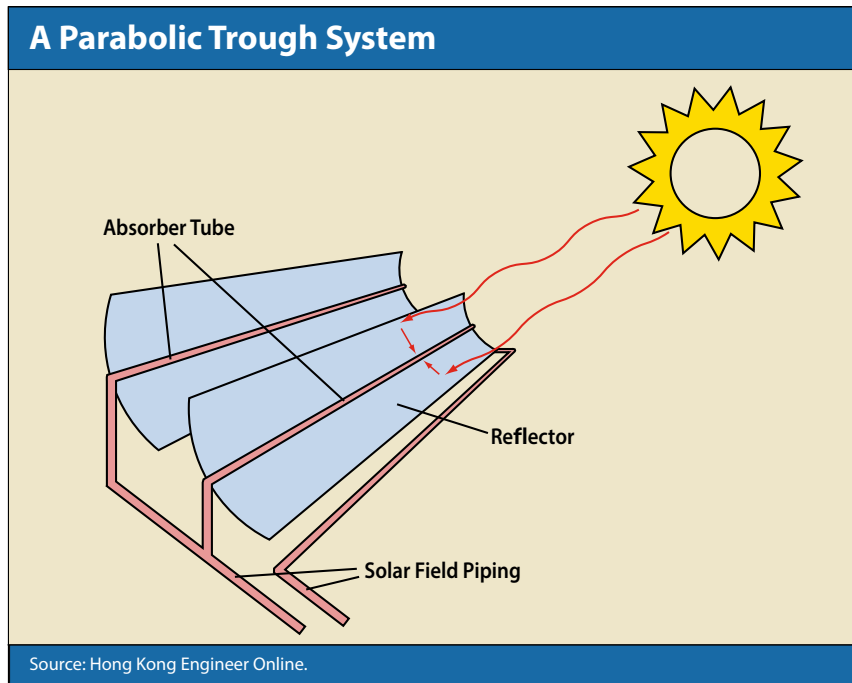 A Parabolic Trough System
Absorber Tube
Reflector
Solar Field Piping
Source: Hong Kong Engineer Online.